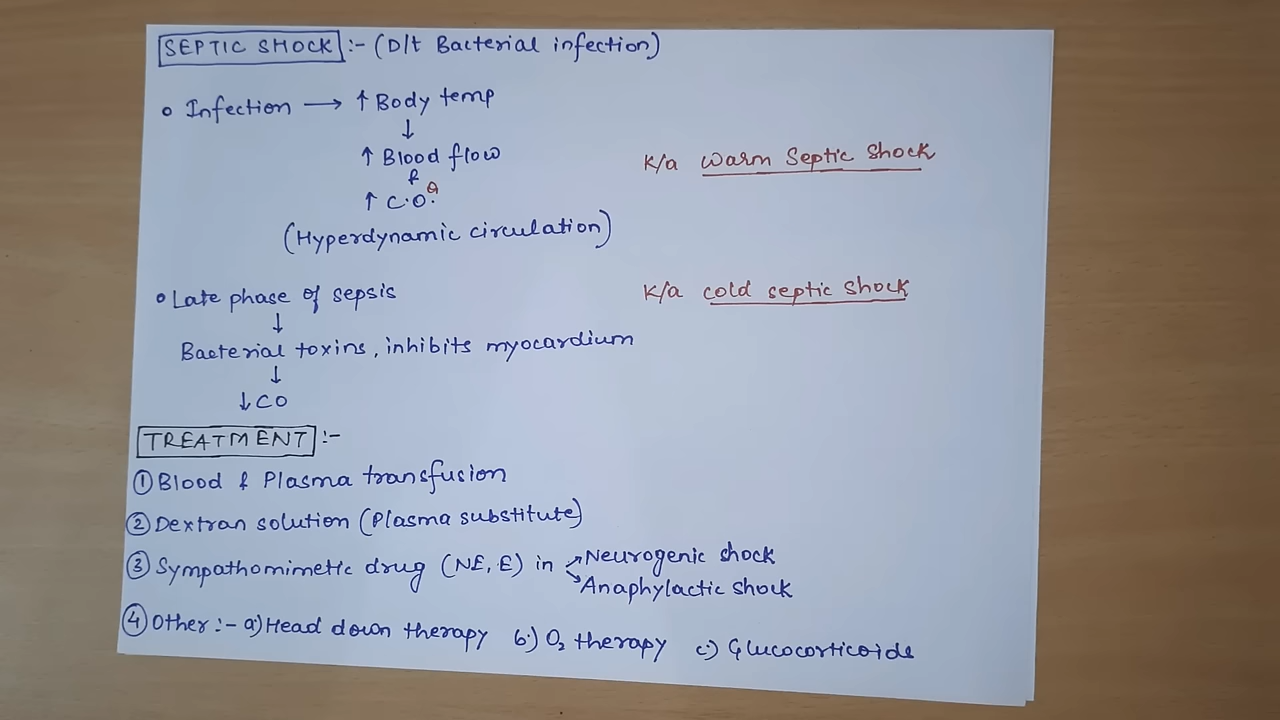 SEPTIC SHOCK :- (D/t Bacterial infection)
Infection → ↑ Body temp
↓
↑ Blood flow
&
↑ C.O.
K/a warm Septic Shock
(Hyperdynamic circulation)
Late phase of sepsis
K/a cold septic shock
↓
Bacterial toxins, inhibits myocardium
↓
↓ CO
TREATMENT :-
① Blood & Plasma transfusion
② Dextran solution (Plasma substitute)
③ Sympathomimetic drug (NE, E) in ↗ Neurogenic shock
↘ Anaphylactic shock
④ Other :- a) Head down therapy b) O₂ therapy c) Glucocorticoids